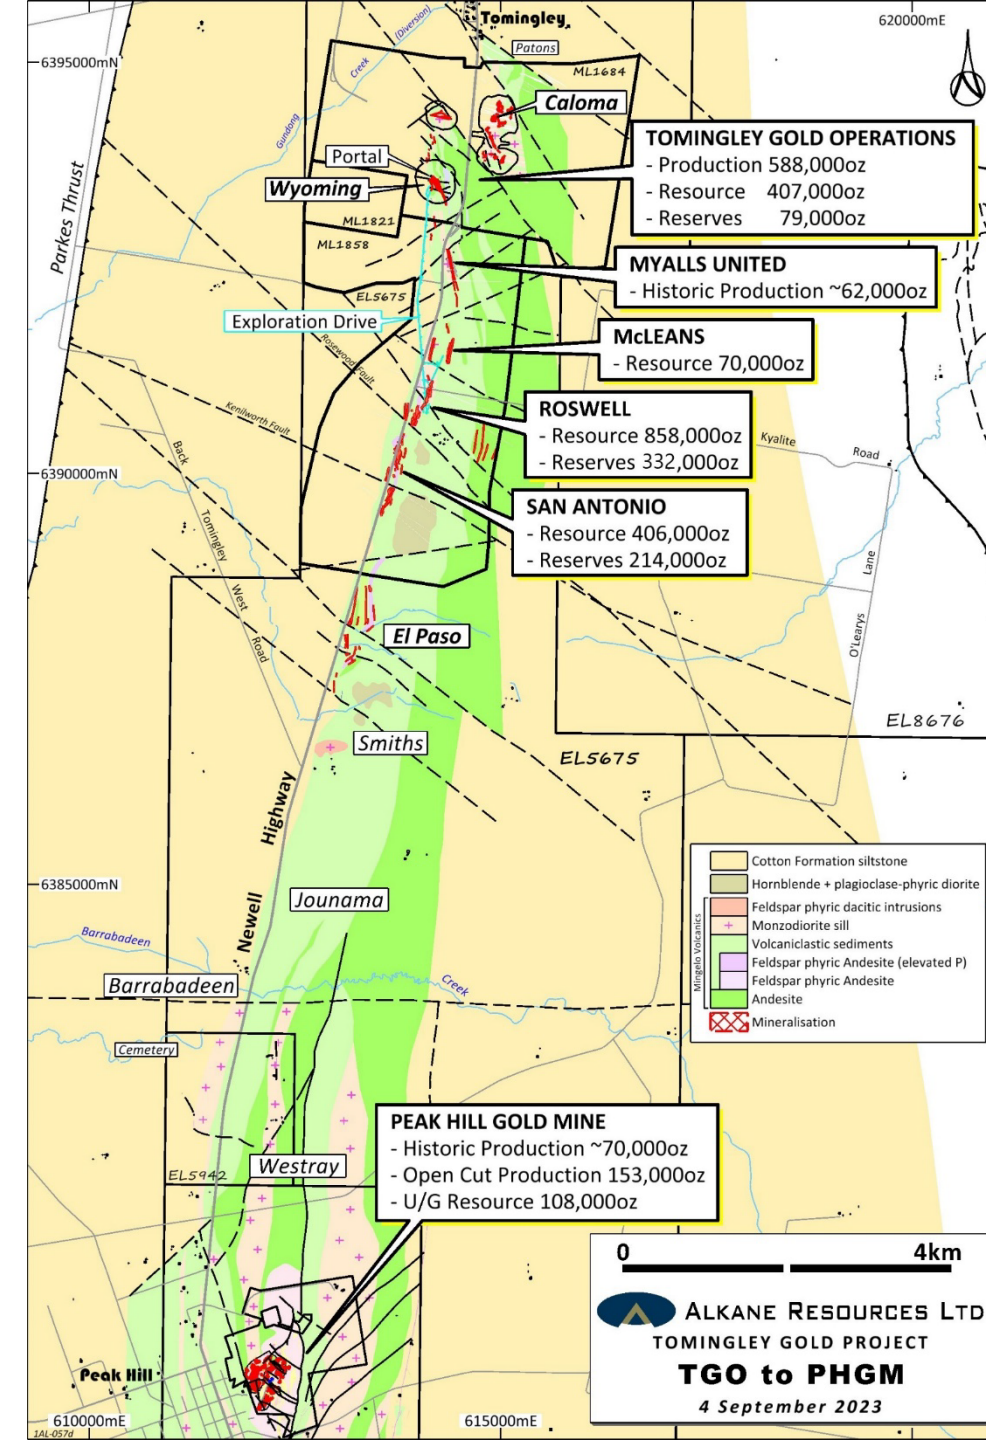 Tomingley
620000mE
Patons
6395000mN
Creek
(Diversion)
ML1684
Gundong
Caloma
Portal
Wyoming
TOMINGLEY GOLD OPERATIONS
- Production 588,000oz
- Resource 407,000oz
- Reserves 79,000oz
Parkes Thrust
ML1821
ML1858
MYALLS UNITED
- Historic Production ~62,000oz
EL5675
Exploration Drive
McLEANS
- Resource 70,000oz
Rosewood Fault
Kenilworth Fault
ROSWELL
- Resource 858,000oz
- Reserves 332,000oz
Kyalite
Road
Back
Tomingley
West
Road
6390000mN
SAN ANTONIO
- Resource 406,000oz
- Reserves 214,000oz
Lane
O'Learys
El Paso
EL8676
Smiths
EL5675
Highway
Newell
6385000mN
Jounama
Cotton Formation siltstone
Hornblende + plagioclase-phyric diorite
Mingelo Volcanics
Feldspar phyric dacitic intrusions
Monzodiorite sill
Volcaniclastic sediments
Feldspar phyric Andesite (elevated P)
Feldspar phyric Andesite
Andesite
Mineralisation
Barrabadeen
Creek
Barrabadeen
Cemetery
PEAK HILL GOLD MINE
- Historic Production ~70,000oz
- Open Cut Production 153,000oz
- U/G Resource 108,000oz
Westray
EL5942
0 4km
ALKANE RESOURCES LTD
TOMINGLEY GOLD PROJECT
TGO to PHGM
4 September 2023
Peak Hill
610000mE
615000mE
1AL-057d